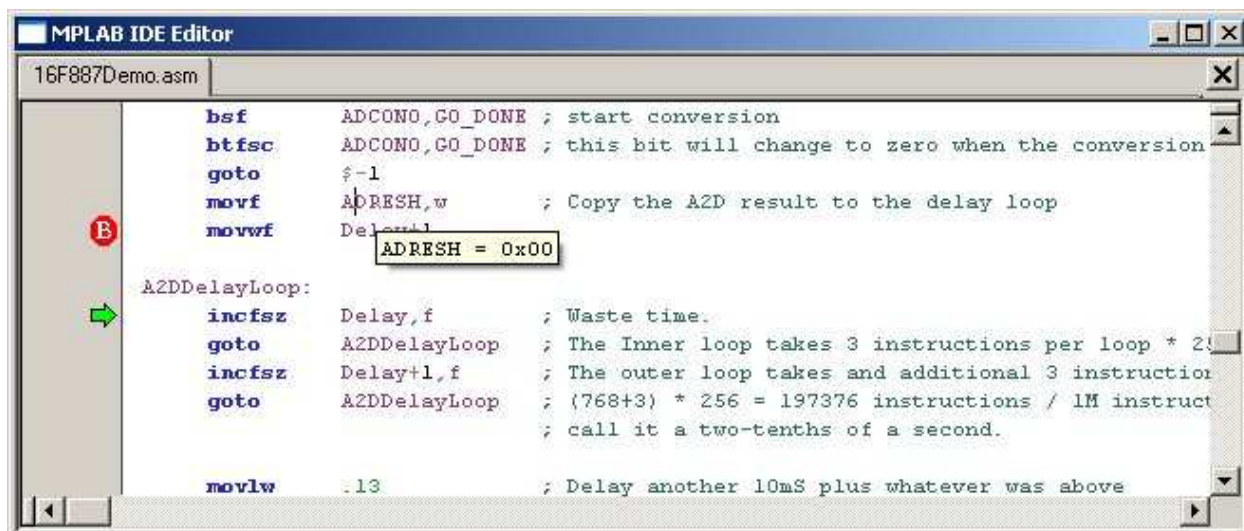 MPLAB IDE Editor
16F887Demo.asm
bsf ADCON0,GO_DONE ; start conversion
btfsc ADCON0,GO_DONE ; this bit will change to zero when the conversion
goto $-1
movf ADRESH,w ; Copy the A2D result to the delay loop
B movwf
ADRESH = 0x00
A2DDelayLoop:
incfsz Delay,f ; Waste time.
goto A2DDelayLoop ; The Inner loop takes 3 instructions per loop *
incfsz Delay+1,f ; The outer loop takes and additional 3
goto A2DDelayLoop ; (768+3) * 256 = 197376 instructions / 1M
; call it a two-tenths of a second.
movlw .13 ; Delay another 10mS plus whatever was above